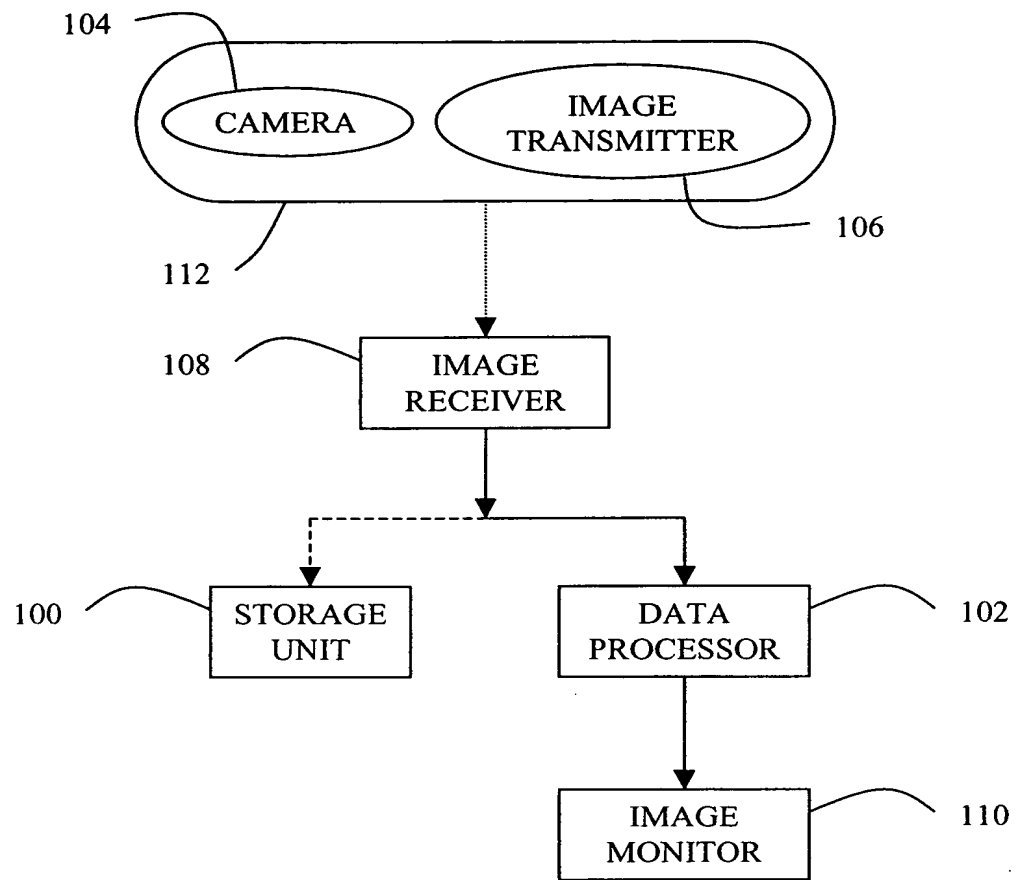 104
CAMERA
IMAGE
TRANSMITTER
106
112
108
IMAGE
RECEIVER
100
STORAGE
UNIT
DATA
PROCESSOR
102
IMAGE
MONITOR
110